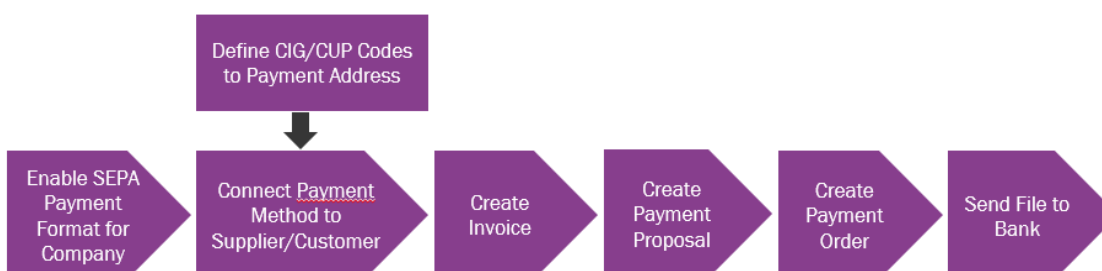 Define CIG/CUP Codes
to Payment Address
Enable SEPA
Payment
Format for
Company
Connect Payment
Method to
Supplier/Customer
Create
Invoice
Create
Payment
Proposal
Create
Payment
Order
Send File to
Bank